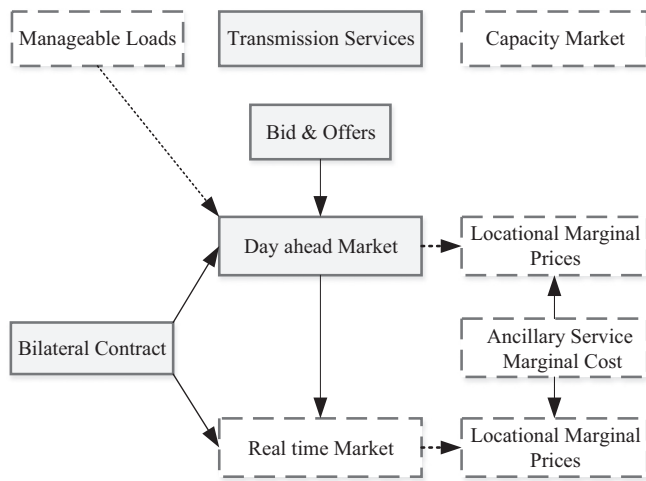 Manageable Loads
Transmission Services
Capacity Market
Bid & Offers
Day ahead Market
Locational Marginal
Prices
Bilateral Contract
Ancillary Service
Marginal Cost
Real time Market
Locational Marginal
Prices